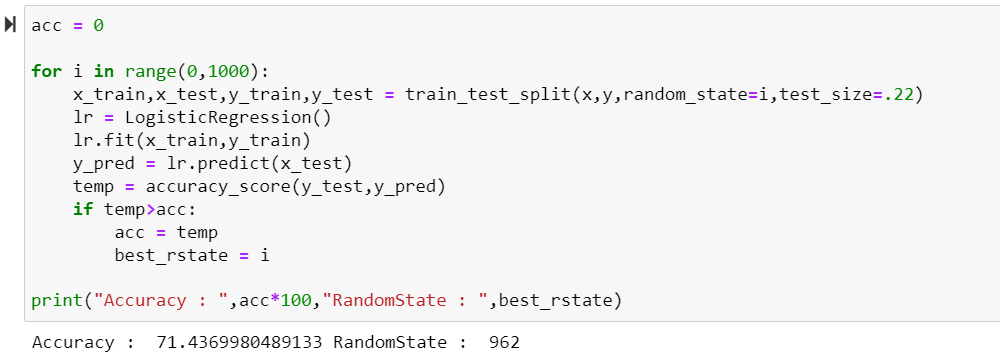 acc = 0
for i in range(0,1000):
x_train,x_test,y_train,y_test = train_test_split(x,y,random_state=i,test_size=.22)
lr = LogisticRegression()
lr.fit(x_train,y_train)
y_pred = lr.predict(x_test)
temp = accuracy_score(y_test,y_pred)
if temp>acc:
acc = temp
best_rstate = i
print("Accuracy : ",acc*100,"RandomState : ",best_rstate)
Accuracy :  71.4369980489133 RandomState :  962